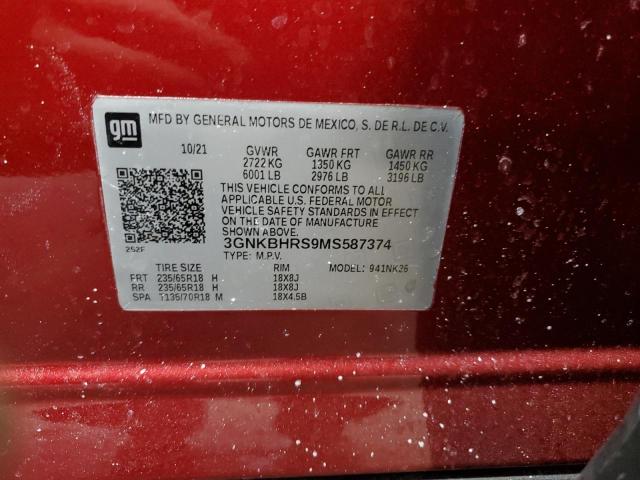 gm
MFD BY GENERAL MOTORS DE MEXICO, S. DE R.L. DE C.V.
10/21 GVWR GAWR FRT GAWR RR
2722 KG 1350 KG 1450 KG
6001 LB 2976 LB 3196 LB
THIS VEHICLE CONFORMS TO ALL
APPLICABLE U.S. FEDERAL MOTOR
VEHICLE SAFETY STANDARDS IN EFFECT
ON THE DATE OF MANUFACTURE.
252F 3GNKBHRS9MS587374
TYPE: M.P.V.
TIRE SIZE RIM MODEL: 941NK26
FRT 235/65R18 H 18X8J
RR 235/65R18 H 18X8J
SPA T135/70R18 M 18X4.5B